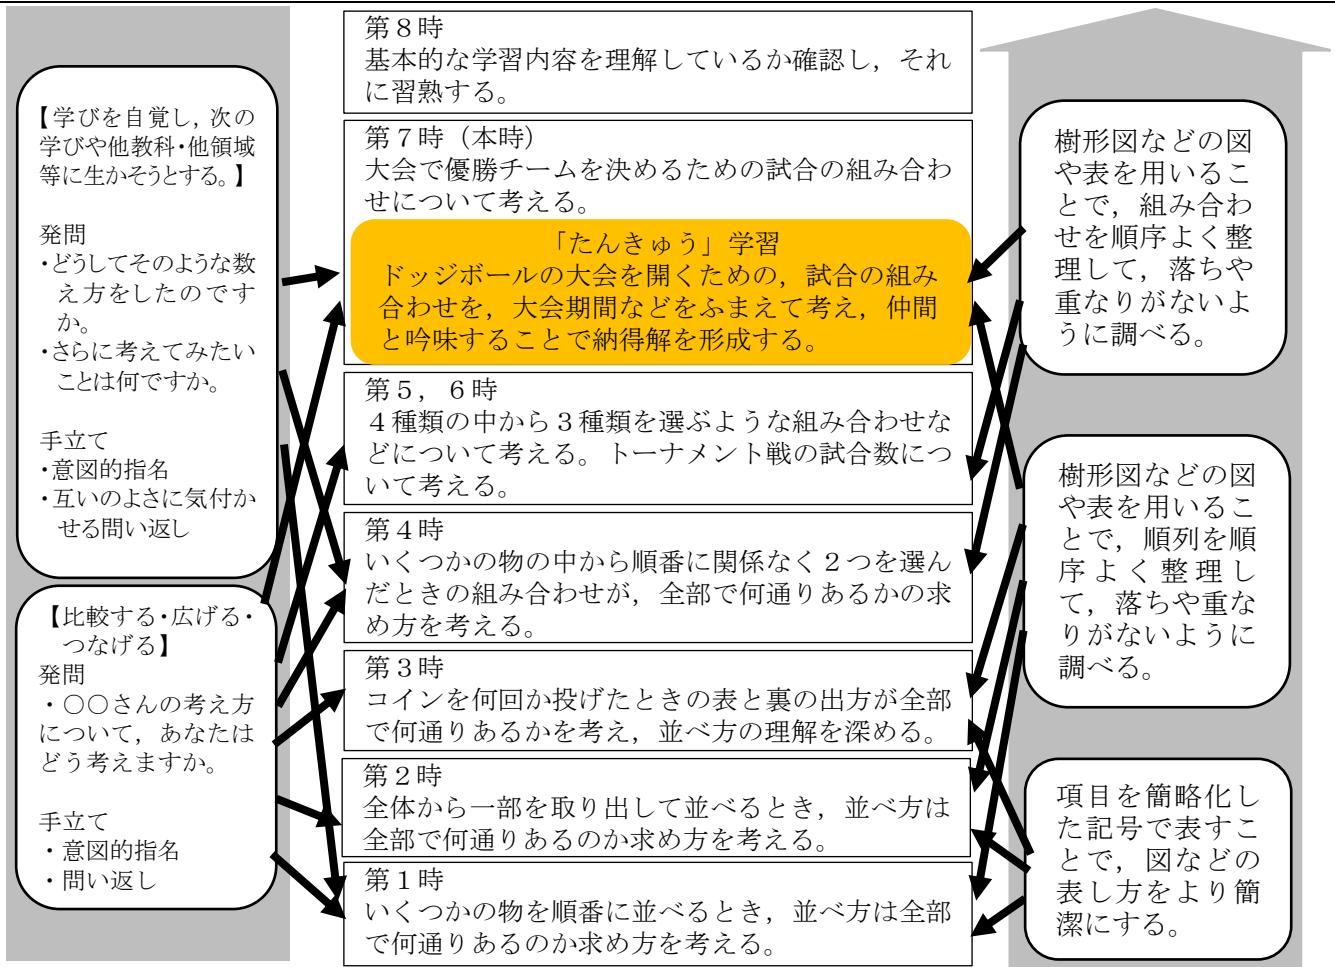 【学びを自覚し，次の
学びや他教科・他領域
等に生かそうとする。】
発問
・どうしてそのような数
え方をしたのです
か。
・さらに考えてみたい
ことは何ですか。
手立て
・意図的指名
・互いのよさに気付か
せる問い返し
【比較する・広げる・
つなげる】
発問
・〇〇さんの考え方
について，あなたは
どう考えますか。
手立て
・意図的指名
・問い返し
第８時
基本的な学習内容を理解しているか確認し，それ
に習熟する。
第７時（本時）
大会で優勝チームを決めるための試合の組み合わ
せについて考える。
「たんきゅう」学習
ドッジボールの大会を開くための，試合の組み
合わせを，大会期間などをふまえて考え，仲間
と吟味することで納得解を形成する。
第５，６時
４種類の中から３種類を選ぶような組み合わせな
どについて考える。トーナメント戦の試合数につ
いて考える。
第４時
いくつかの物の中から順番に関係なく２つを選ん
だときの組み合わせが，全部で何通りあるかの求
め方を考える。
第３時
コインを何回か投げたときの表と裏の出方が全部
で何通りあるかを考え，並べ方の理解を深める。
第２時
全体から一部を取り出して並べるとき，並べ方は
全部で何通りあるのか求め方を考える。
第１時
いくつかの物を順番に並べるとき，並べ方は全部
で何通りあるのか求め方を考える。
樹形図などの図
や表を用いるこ
とで，組み合わ
せを順序よく整
理して，落ちや
重なりがないよ
うに調べる。
樹形図などの図
や表を用いるこ
とで，順列を順
序よく整理し
て，落ちや重な
りがないように
調べる。
項目を簡略化し
た記号で表すこ
とで，図などの
表し方をより簡
潔にする。